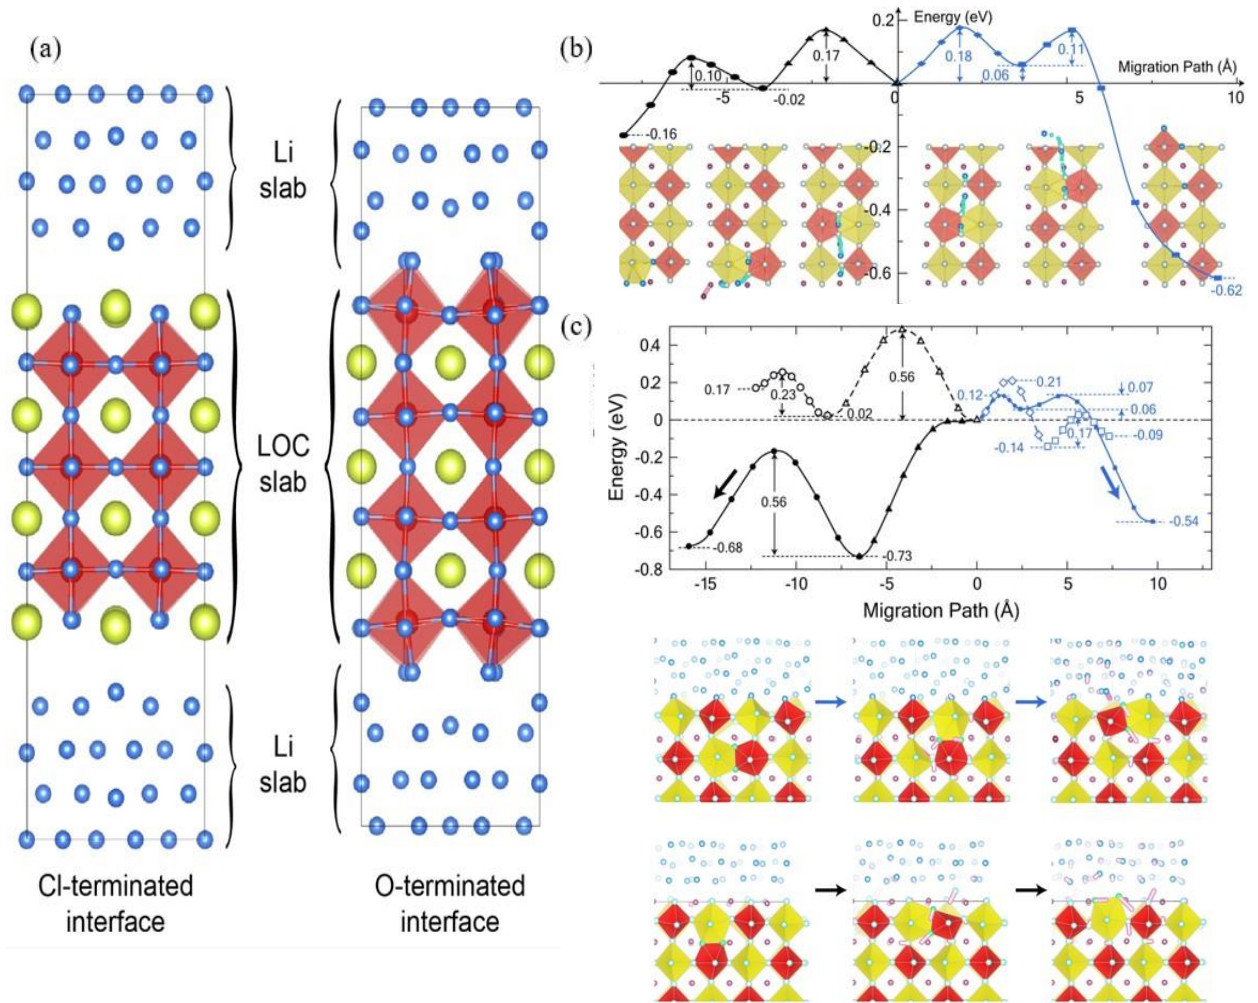 (a)
Li
slab
LOC
slab
Li
slab
Cl-terminated
interface
O-terminated
interface
(b)
Energy (eV)
Migration Path (Å)
0.2
-0.2
-0.4
-0.6
-5
0
5
10
0.10
0.17
-0.02
-0.16
0.18
0.06
0.11
-0.62
(c)
Energy (eV)
0.4
0.2
0
-0.2
-0.4
-0.6
-0.8
-15
-10
-5
0
5
10
Migration Path (Å)
0.17
0.23
0.02
0.56
0.56
-0.68
-0.73
0.12
0.21
0.07
0.06
0.17
-0.14
-0.09
-0.54